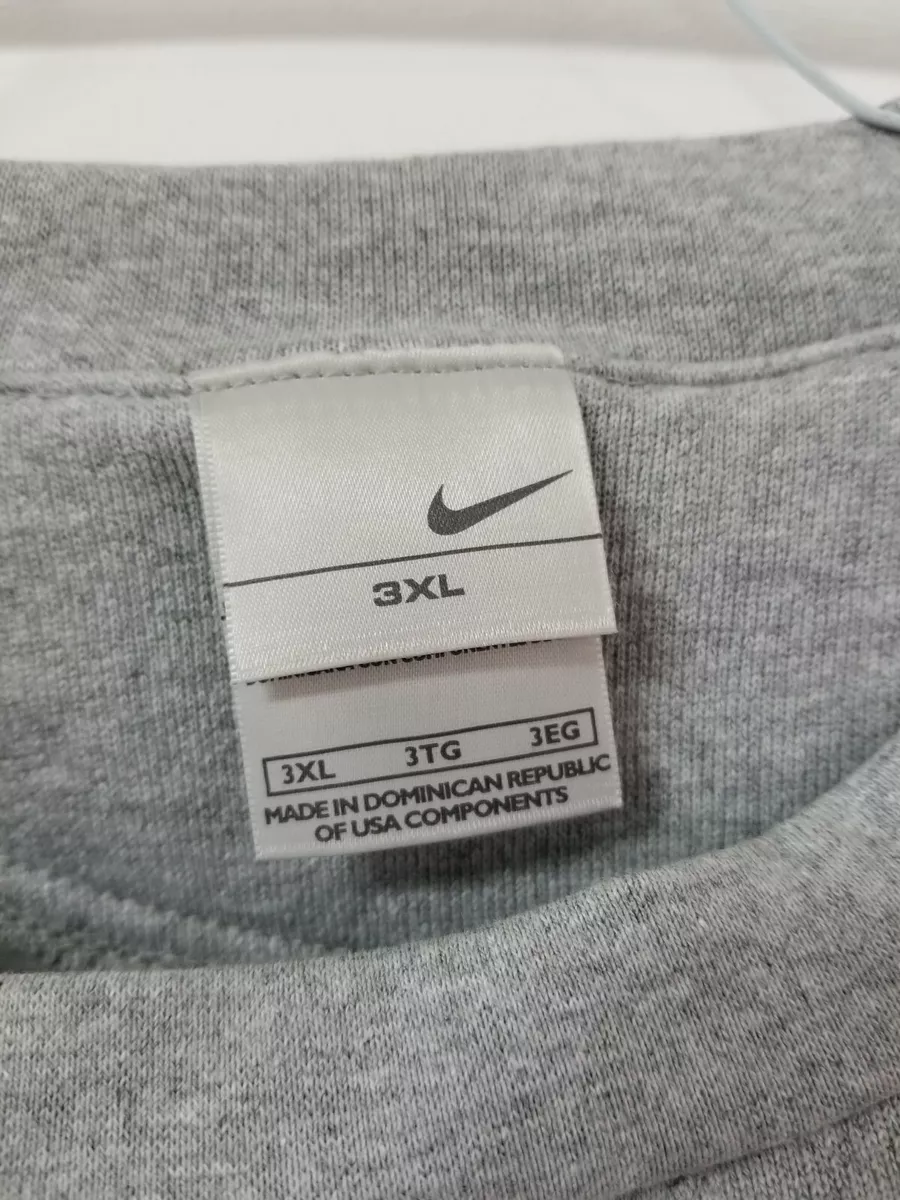 3XL
3XL 3TG 3EG
MADE IN DOMINICAN REPUBLIC
OF USA COMPONENTS